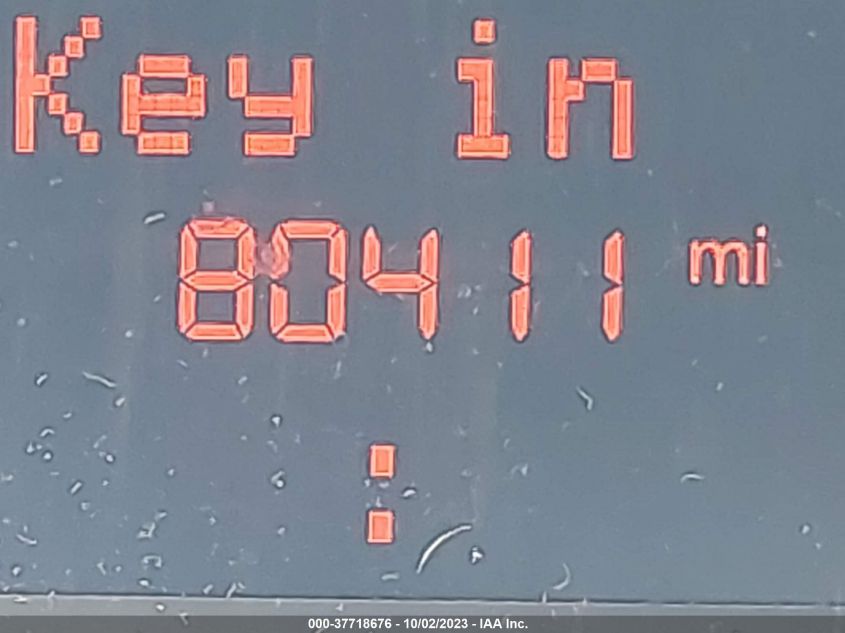 Key in
80411 mi
:
000-37718676 - 10/02/2023 - IAA Inc.